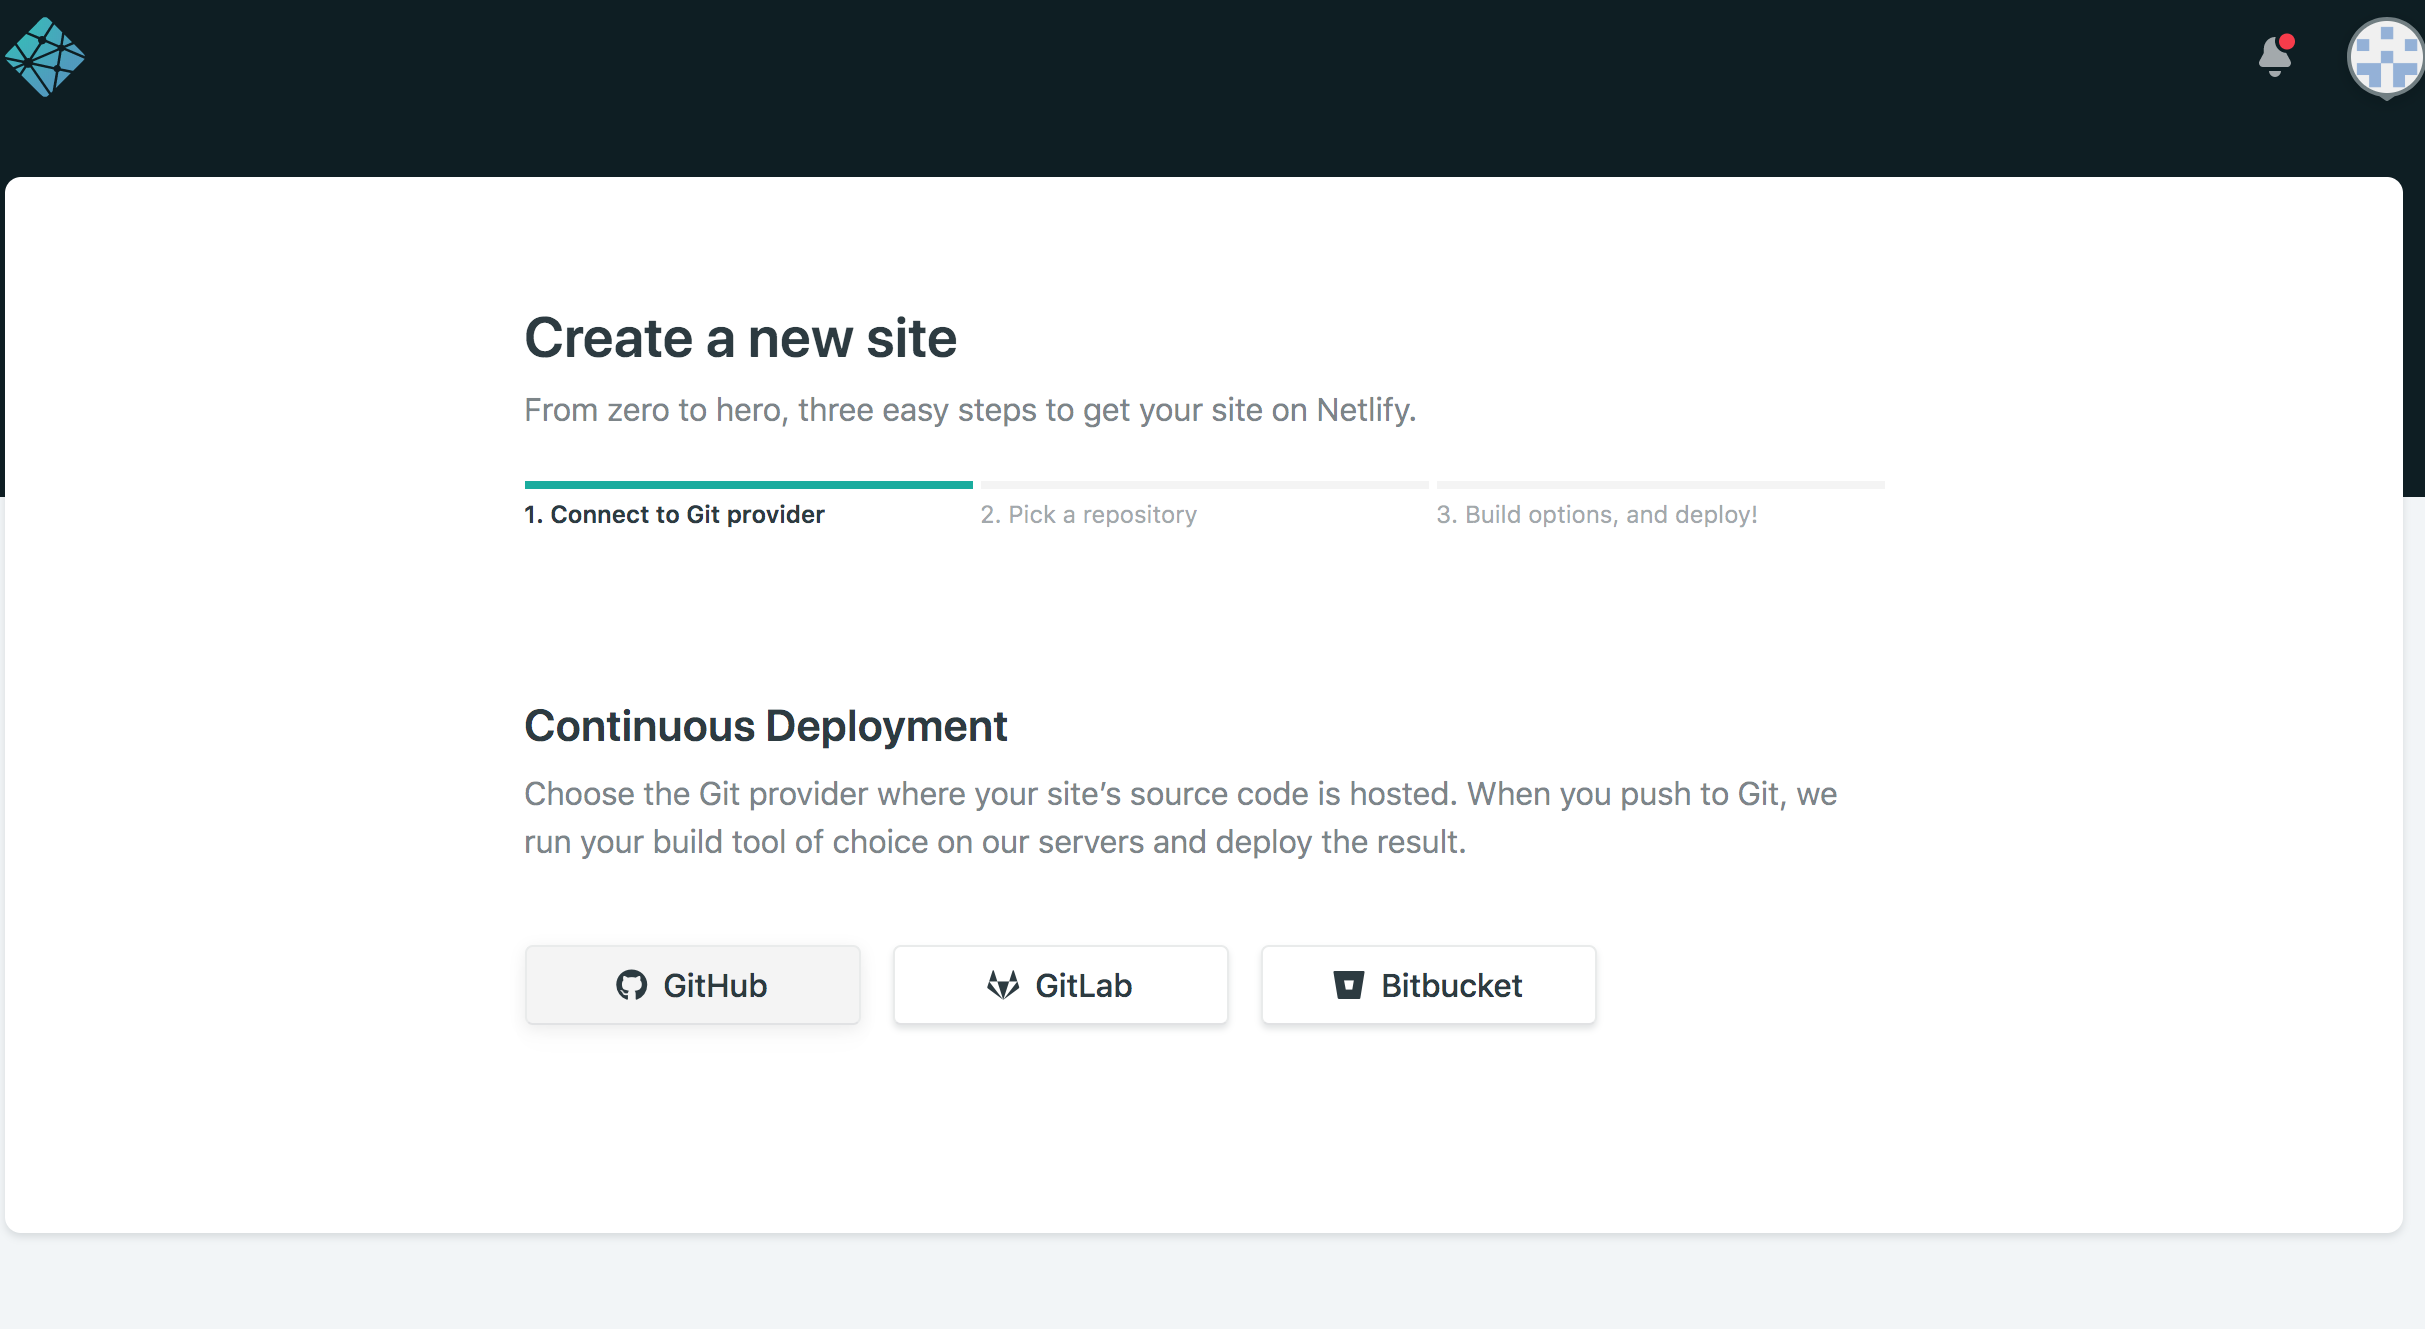 Create a new site
From zero to hero, three easy steps to get your site on Netlify.
1. Connect to Git provider
2. Pick a repository
3. Build options, and deploy!
Continuous Deployment
Choose the Git provider where your site’s source code is hosted. When you push to Git, we
run your build tool of choice on our servers and deploy the result.
GitHub
GitLab
Bitbucket